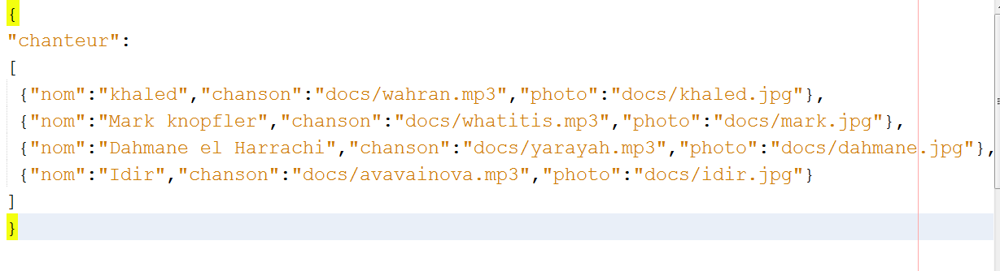 {
"chanteur":
[
{"nom":"khaled","chanson":"docs/wahran.mp3","photo":"docs/khaled.jpg"},
{"nom":"Mark knopfler","chanson":"docs/whatitis.mp3","photo":"docs/mark.jpg"},
{"nom":"Dahmane el Harrachi","chanson":"docs/yarayah.mp3","photo":"docs/dahmane.jpg"},
{"nom":"Idir","chanson":"docs/avavainova.mp3","photo":"docs/idir.jpg"}
]
}